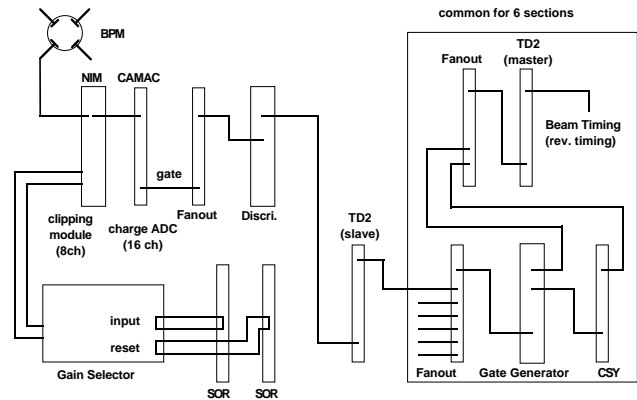 common for 6 sections
BPM
TD2
(master)
Fanout
NIM
CAMAC
Beam Timing
(rev. timing)
gate
Fanout
Discri.
clipping
module
(8ch)
charge ADC
(16 ch)
TD2
(slave)
input
reset
Gain Selector
SOR
SOR
Fanout
Gate Generator
CSY